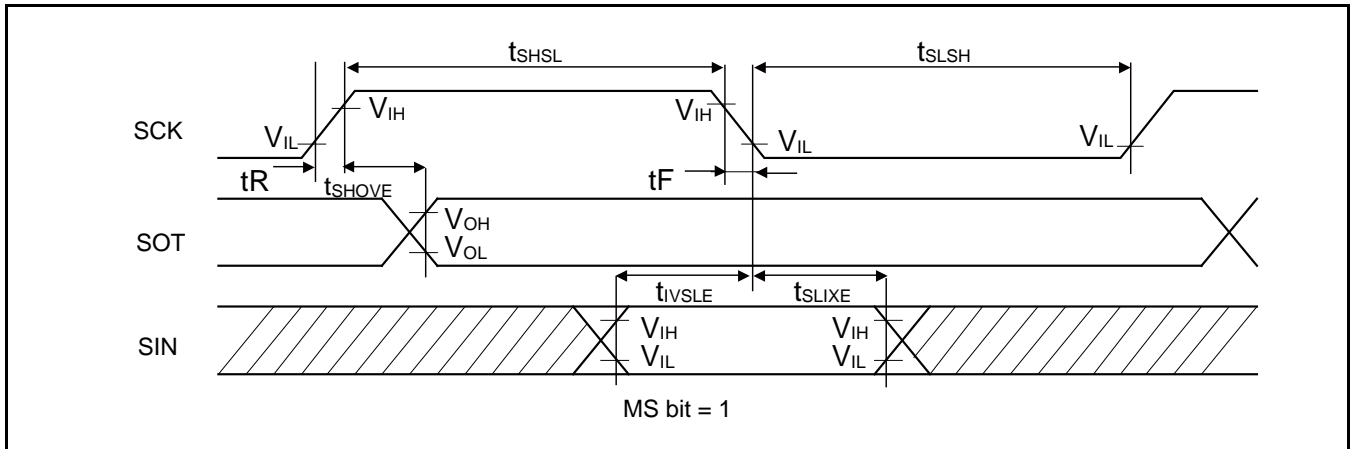 tSHSL tSLSH
SCK VIL VIH VIH VIL VIL
tR tSHOVE tF
SOT VOH
VOL
tIVSLE tSLIXE
SIN VIH VIH
VIL VIL
MS bit = 1